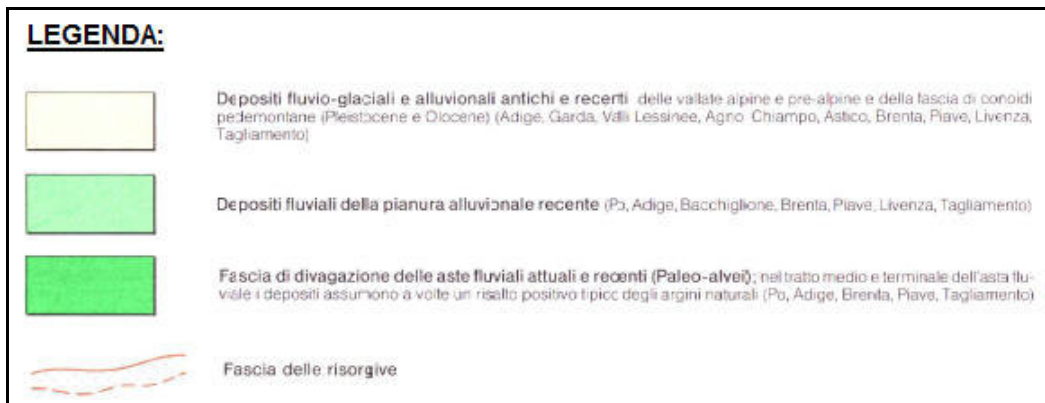 LEGENDA:
Depositi fluvio-glaciali e alluvionali antichi e recenti delle vallate alpine e pre-alpine e della fascia di conoidi
pedemontane (Pleistocene e Olocene) (Adige, Garda, Valli Lessinee, Agno Chiampo, Astico, Brenta, Piave, Livenza,
Tagliamento)
Depositi fluviali della pianura alluvionale recente (Po, Adige, Bacchiglione, Brenta, Piave, Livenza, Tagliamento)
Fascia di divagazione delle aste fluviali attuali e recenti (Paleo-alvei); nel tratto medio e terminale dell'asta flu-
viale i depositi assumono a volte un risalto positivo tipico degli argini naturali (Po, Adige, Brenta, Piave, Tagliamento)
Fascia delle risorgive